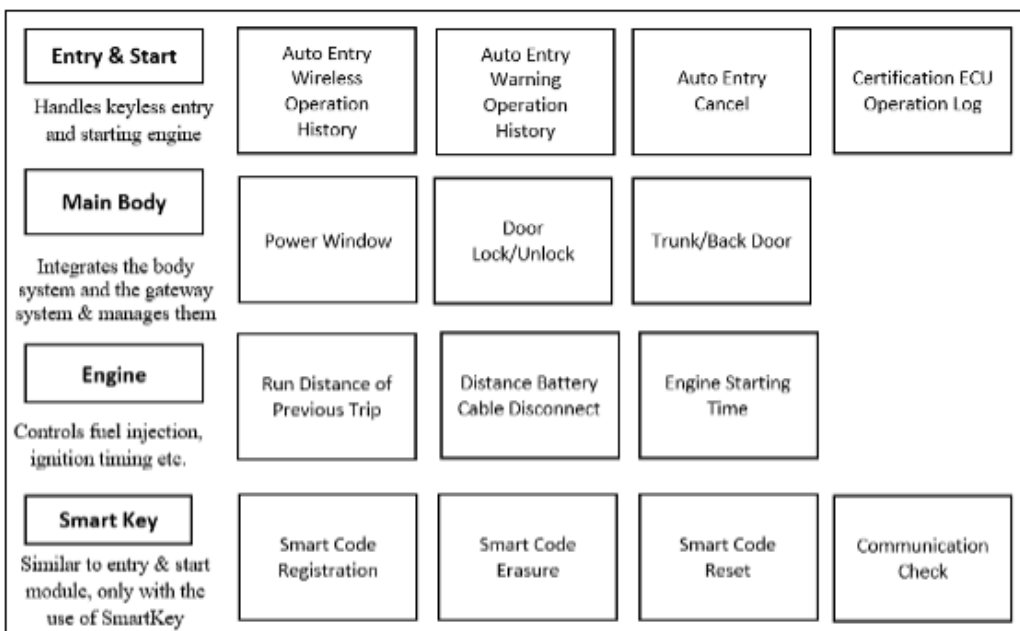 Entry & Start
Handles keyless entry
and starting engine
Auto Entry
Wireless
Operation
History
Auto Entry
Warning
Operation
History
Auto Entry
Cancel
Certification ECU
Operation Log
Main Body
Integrates the body
system and the gateway
system & manages them
Power Window
Door
Lock/Unlock
Trunk/Back Door
Engine
Controls fuel injection,
ignition timing etc.
Run Distance of
Previous Trip
Distance Battery
Cable Disconnect
Engine Starting
Time
Smart Key
Similar to entry & start
module, only with the
use of SmartKey
Smart Code
Registration
Smart Code
Erasure
Smart Code
Reset
Communication
Check